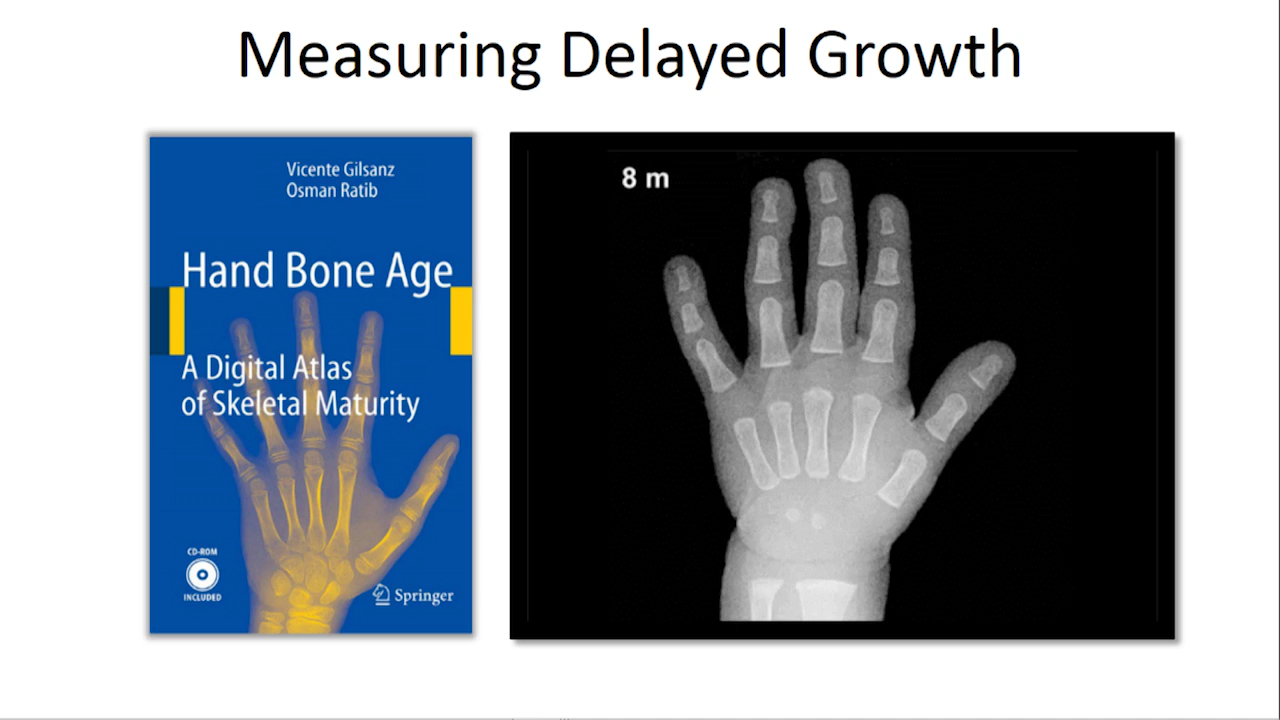 Measuring Delayed Growth
Vicente Gilsanz
Osman Ratib
Hand Bone Age
A Digital Atlas
of Skeletal Maturity
CD-ROM
INCLUDED
Springer
8 m